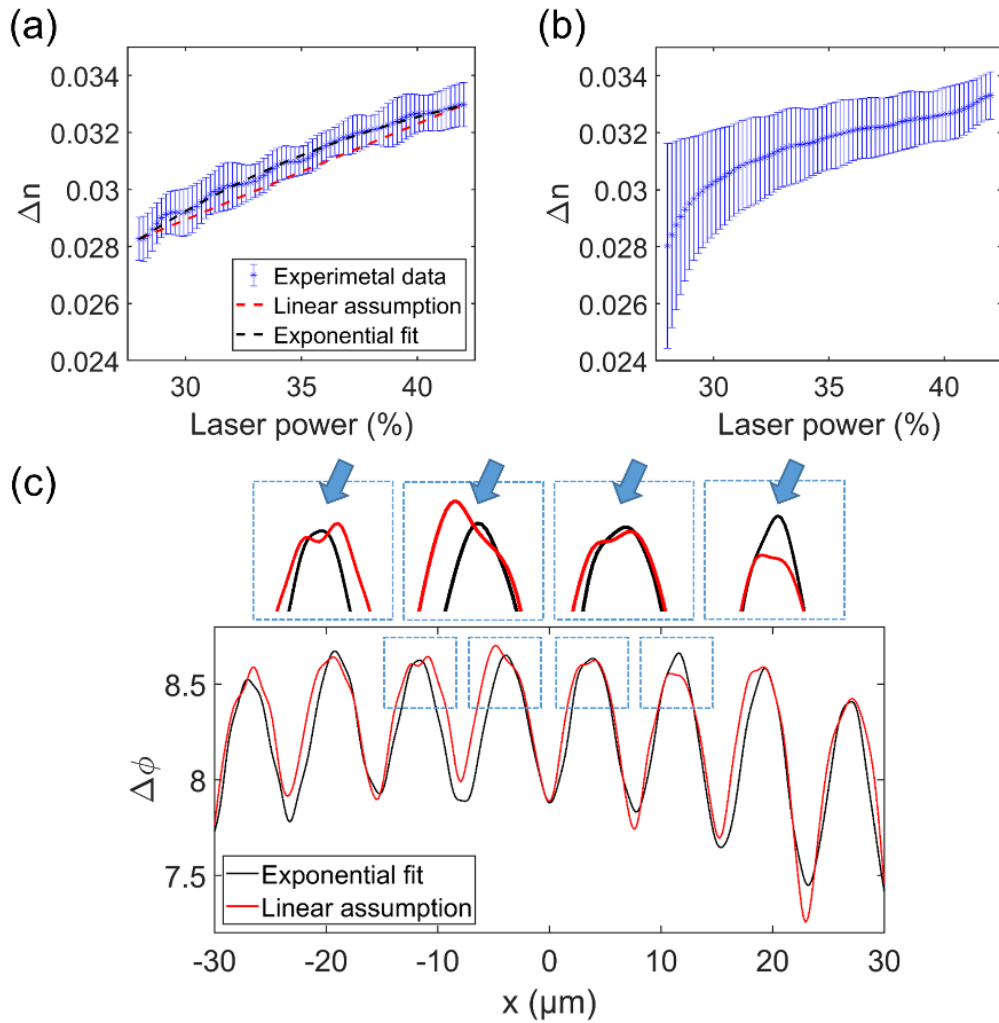 (a)
0.034
0.032
0.03
0.028
0.026
0.024
Δn
30 35 40
Laser power (%)
Experimetal data
Linear assumption
Exponential fit
(b)
0.034
0.032
0.03
0.028
0.026
0.024
Δn
30 35 40
Laser power (%)
(c)
8.5
8
7.5
Δϕ
Exponential fit
Linear assumption
-30 -20 -10 0 10 20 30
x (μm)